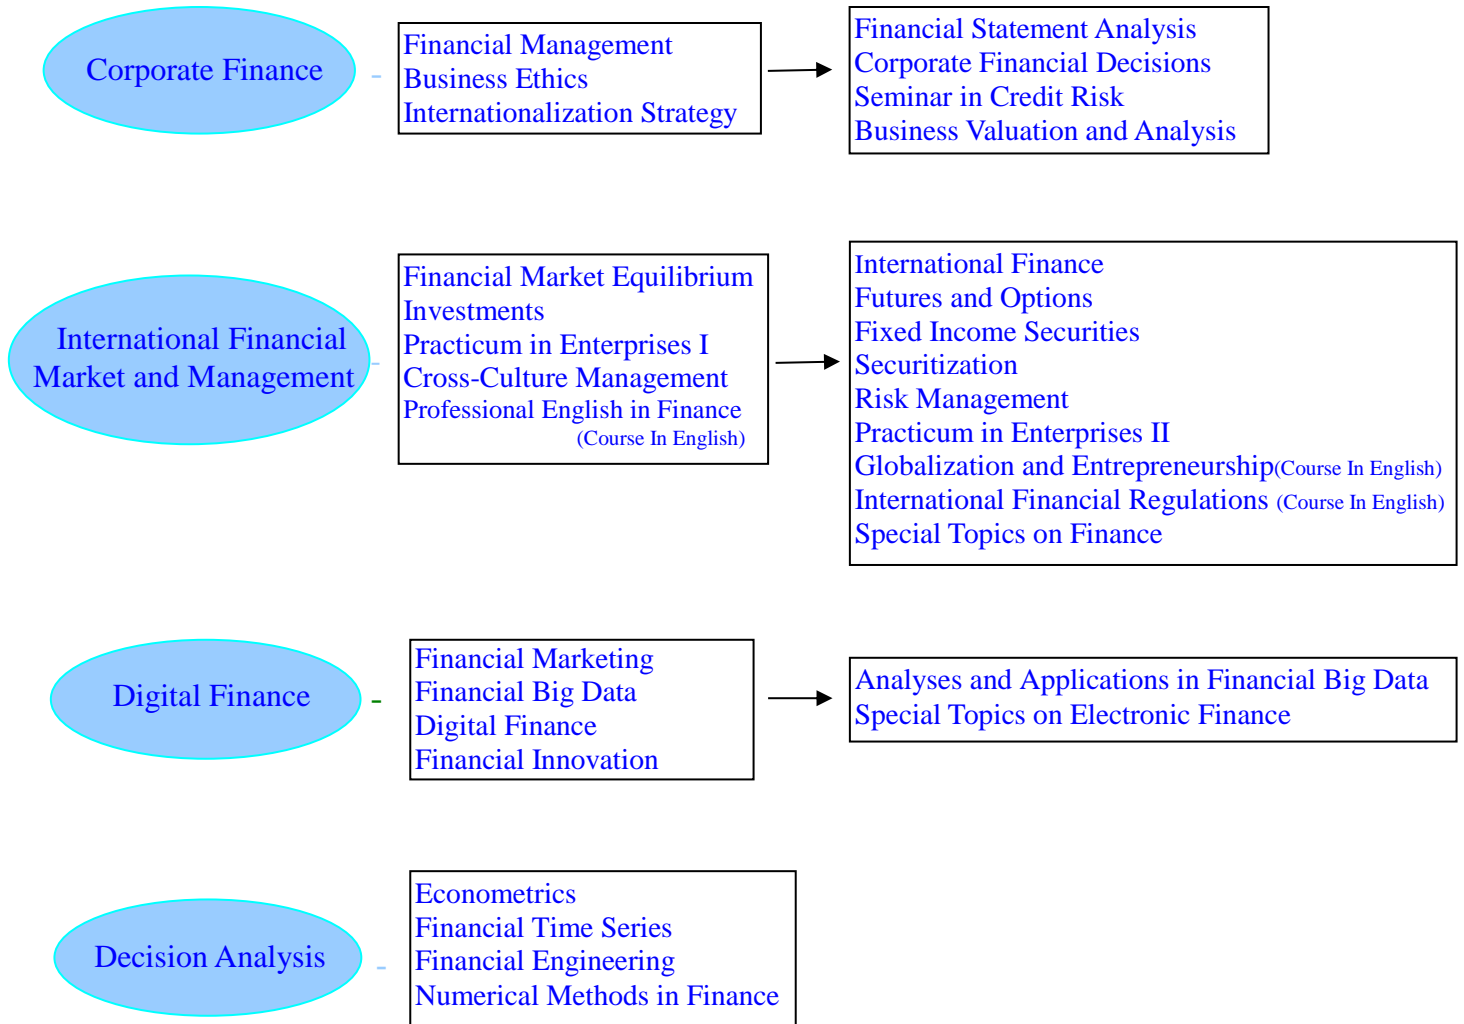 Corporate Finance
Financial Management
Business Ethics
Internationalization Strategy
Financial Statement Analysis
Corporate Financial Decisions
Seminar in Credit Risk
Business Valuation and Analysis
International Financial
Market and Management
Financial Market Equilibrium
Investments
Practicum in Enterprises I
Cross-Culture Management
Professional English in Finance
(Course In English)
International Finance
Futures and Options
Fixed Income Securities
Securitization
Risk Management
Practicum in Enterprises II
Globalization and Entrepreneurship(Course In English)
International Financial Regulations (Course In English)
Special Topics on Finance
Digital Finance
Financial Marketing
Financial Big Data
Digital Finance
Financial Innovation
Analyses and Applications in Financial Big Data
Special Topics on Electronic Finance
Decision Analysis
Econometrics
Financial Time Series
Financial Engineering
Numerical Methods in Finance